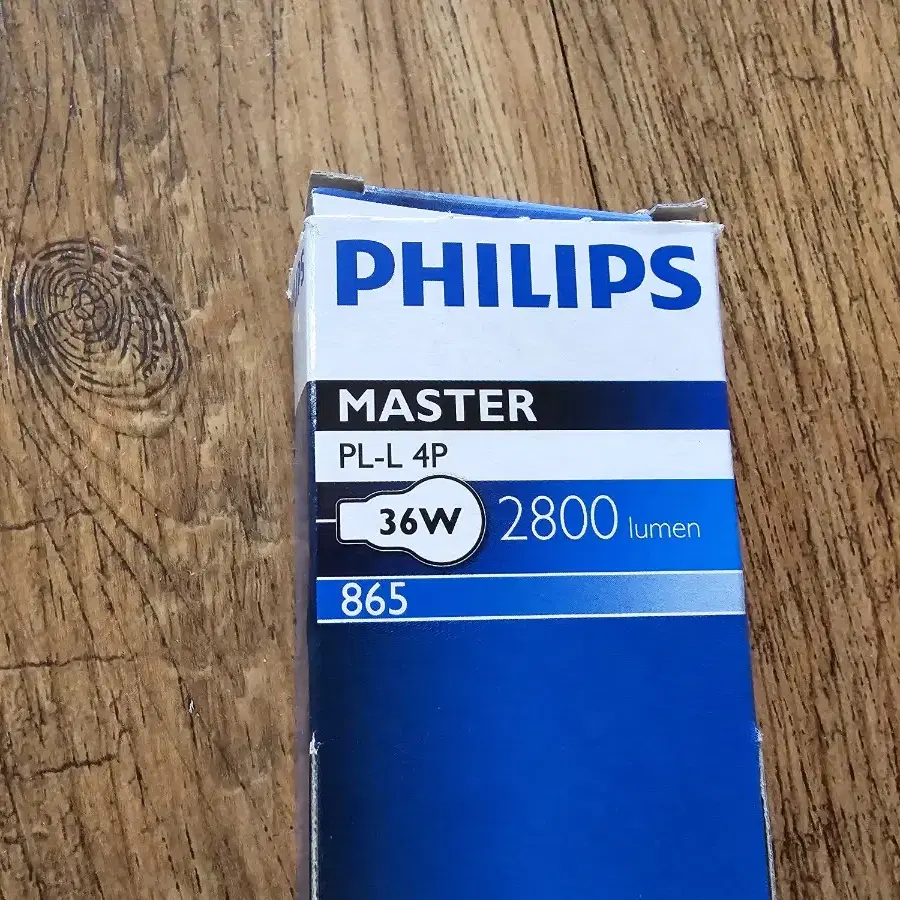 PHILIPS
MASTER
PL-L 4P
36W 2800 lumen
865